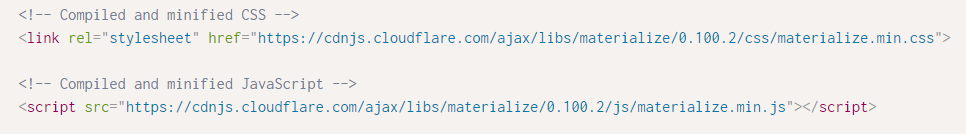 <!-- Compiled and minified CSS -->
<link rel="stylesheet" href="https://cdnjs.cloudflare.com/ajax/libs/materialize/0.100.2/css/materialize.min.css">
<!-- Compiled and minified JavaScript -->
<script src="https://cdnjs.cloudflare.com/ajax/libs/materialize/0.100.2/js/materialize.min.js"></script>